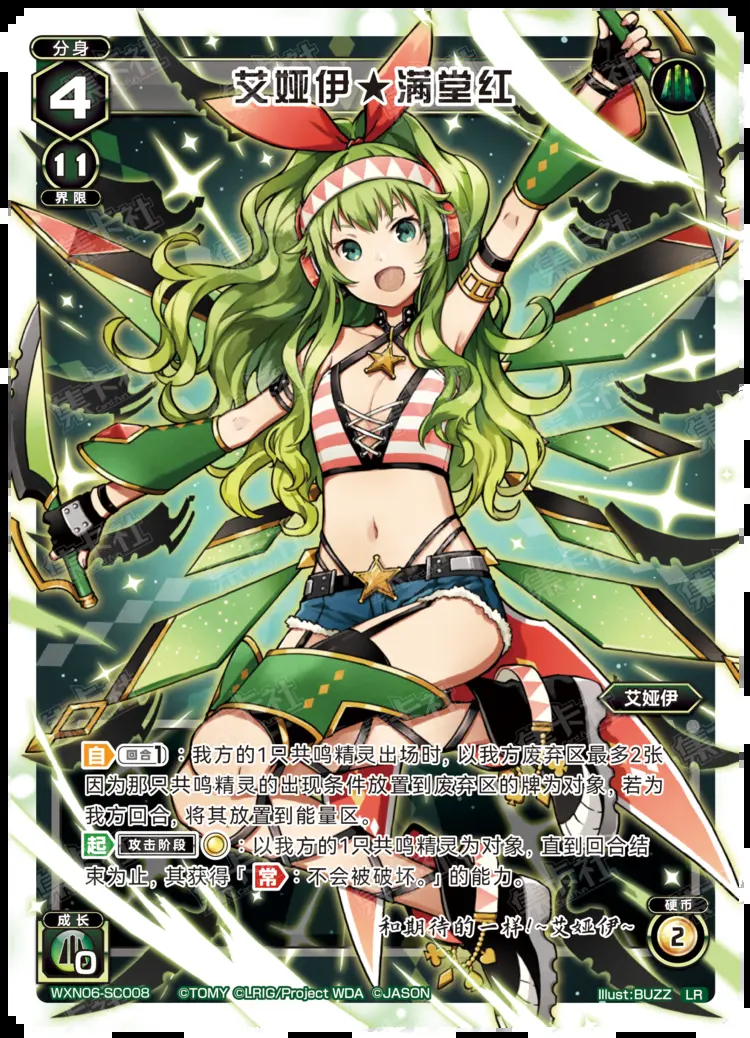 分身
4
艾娅伊★满堂红
11
界限
艾娅伊
自 回合1：我方的1只共鸣精灵出场时，以我方废弃区最多2张
因为那只共鸣精灵的出现条件放置到废弃区的牌为对象，若为
我方回合，将其放置到能量区。
起 攻击阶段：以我方的1只共鸣精灵为对象，直到回合结
束为止，其获得「常：不会被破坏。」的能力。
和期待的一样!~艾娅伊~
成长
0
硬币
2
WXN06-SC008 ©TOMY ©LRIG/Project WDA ©JASON Illust:BUZZ LR
集卡社